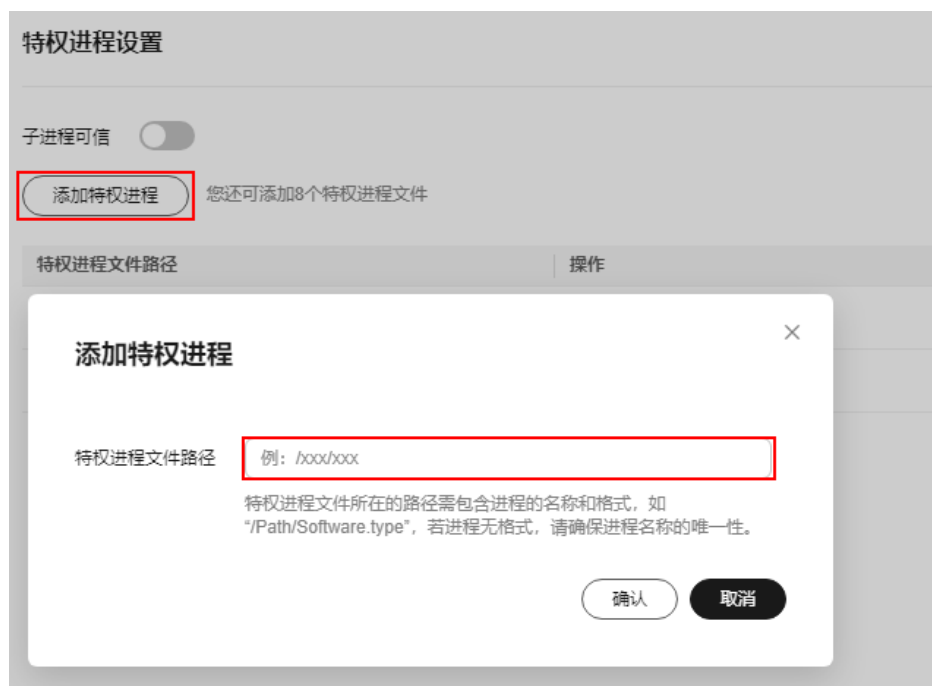 特权进程设置
子进程可信
添加特权进程 您还可添加8个特权进程文件
特权进程文件路径 操作
添加特权进程
特权进程文件路径 例：/xxx/xxx
特权进程文件所在的路径需包含进程的名称和格式，如
“/Path/Software.type”，若进程无格式，请确保进程名称的唯一性。
确认 取消